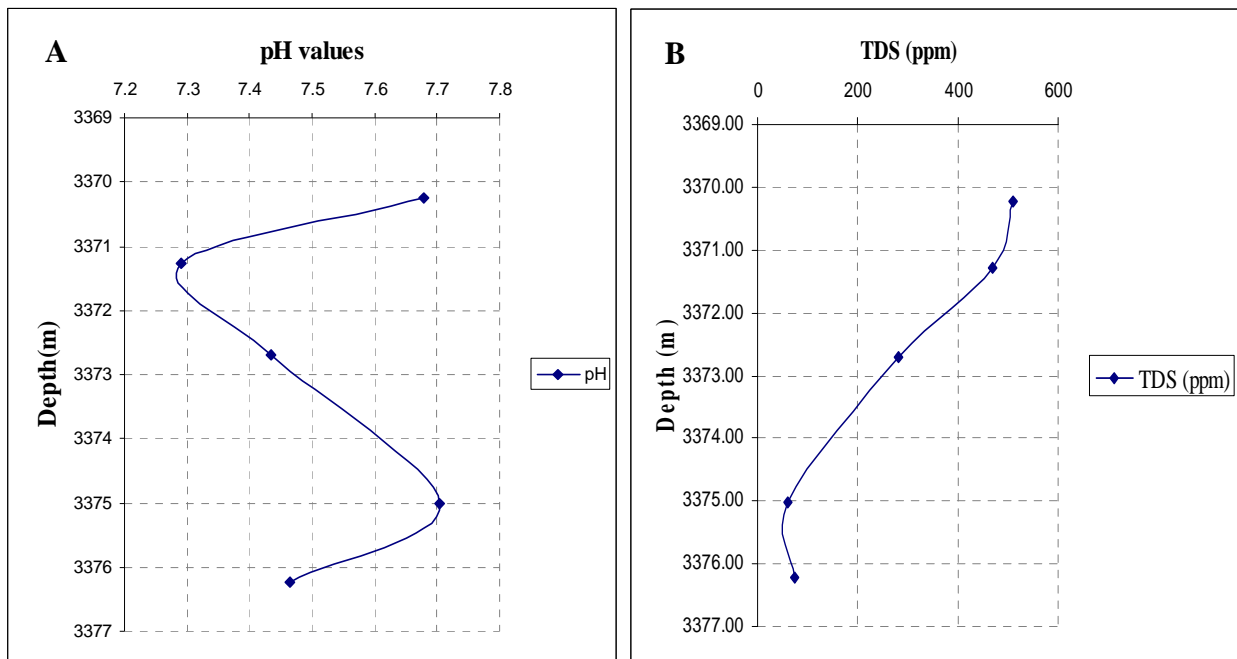 A
pH values
7.2 7.3 7.4 7.5 7.6 7.7 7.8
3369
3370
3371
3372
3373
3374
3375
3376
3377
Depth(m)
pH
B
TDS (ppm)
0 200 400 600
3369.00
3370.00
3371.00
3372.00
3373.00
3374.00
3375.00
3376.00
3377.00
Depth (m )
TDS (ppm)